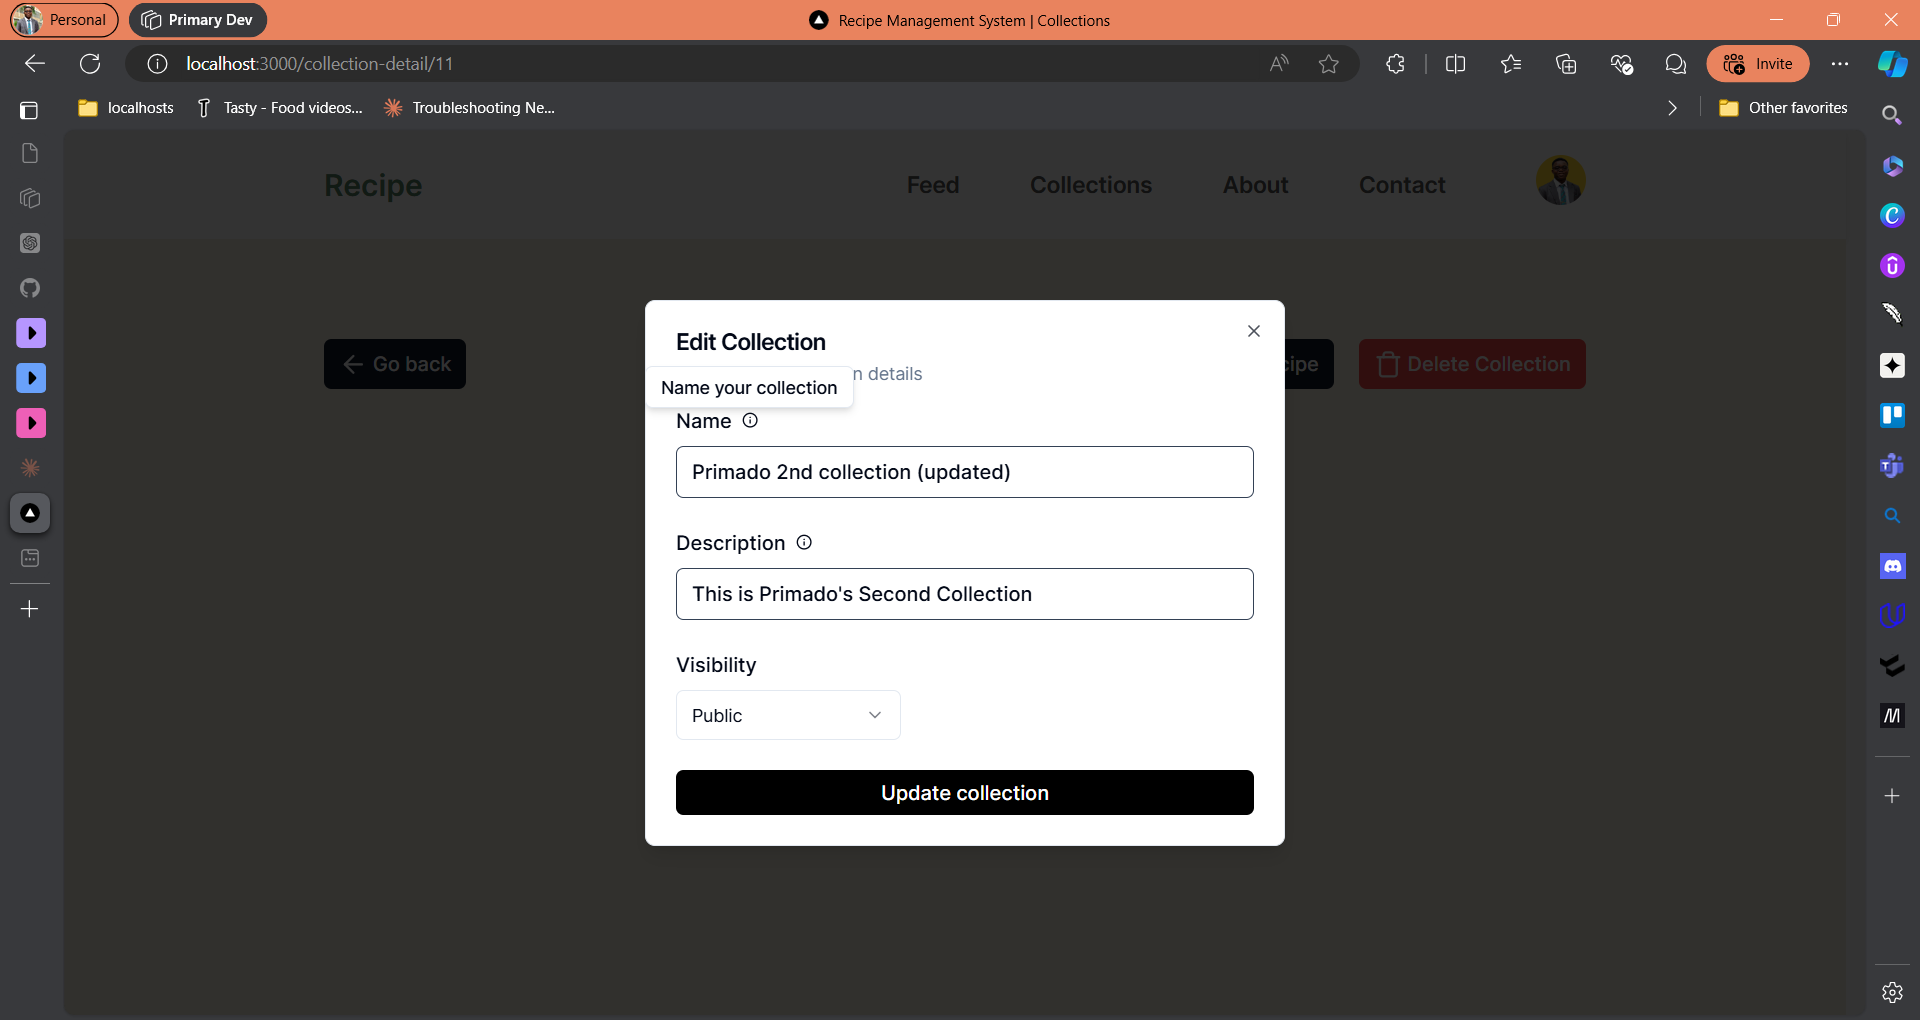 Personal
Primary Dev
Recipe Management System | Collections
localhost:3000/collection-detail/11
Invite
localhosts
Tasty - Food videos...
Troubleshooting Ne...
Other favorites
Recipe
Feed
Collections
About
Contact
Go back
cipe
Delete Collection
Edit Collection
n details
Name your collection
Name
Primado 2nd collection (updated)
Description
This is Primado's Second Collection
Visibility
Public
Update collection